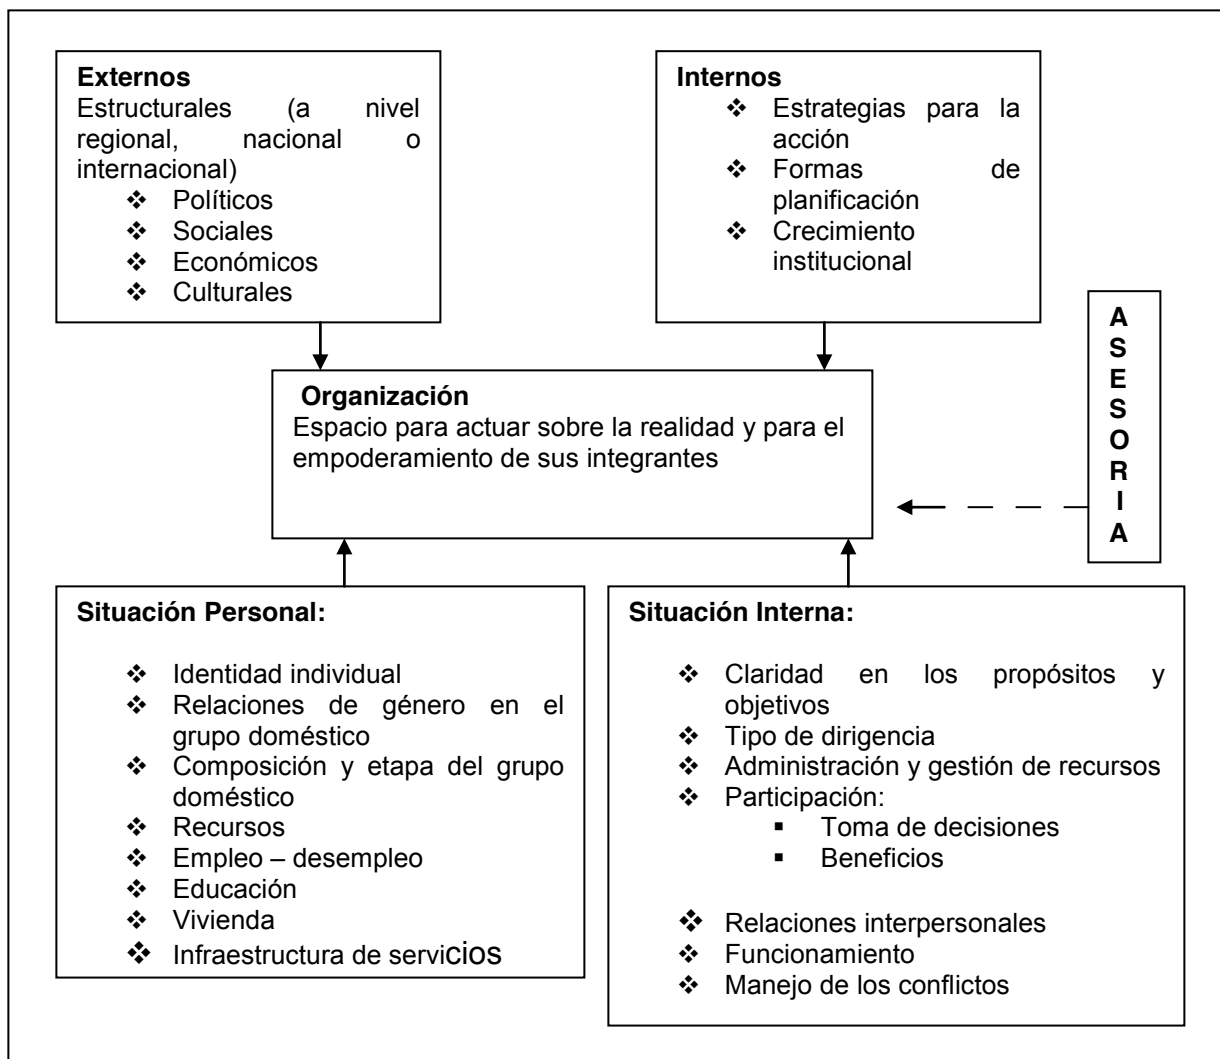 Externos
Estructurales (a nivel
regional, nacional o
internacional)
❖ Políticos
❖ Sociales
❖ Económicos
❖ Culturales
Internos
❖ Estrategias para la
acción
❖ Formas de
planificación
❖ Crecimiento
institucional
A
S
E
S
O
R
I
A
Organización
Espacio para actuar sobre la realidad y para el
empoderamiento de sus integrantes
Situación Personal:
❖ Identidad individual
❖ Relaciones de género en el
grupo doméstico
❖ Composición y etapa del grupo
doméstico
❖ Recursos
❖ Empleo – desempleo
❖ Educación
❖ Vivienda
❖ Infraestructura de servicios
Situación Interna:
❖ Claridad en los propósitos y
objetivos
❖ Tipo de dirigencia
❖ Administración y gestión de recursos
❖ Participación:
▪ Toma de decisiones
▪ Beneficios
❖ Relaciones interpersonales
❖ Funcionamiento
❖ Manejo de los conflictos